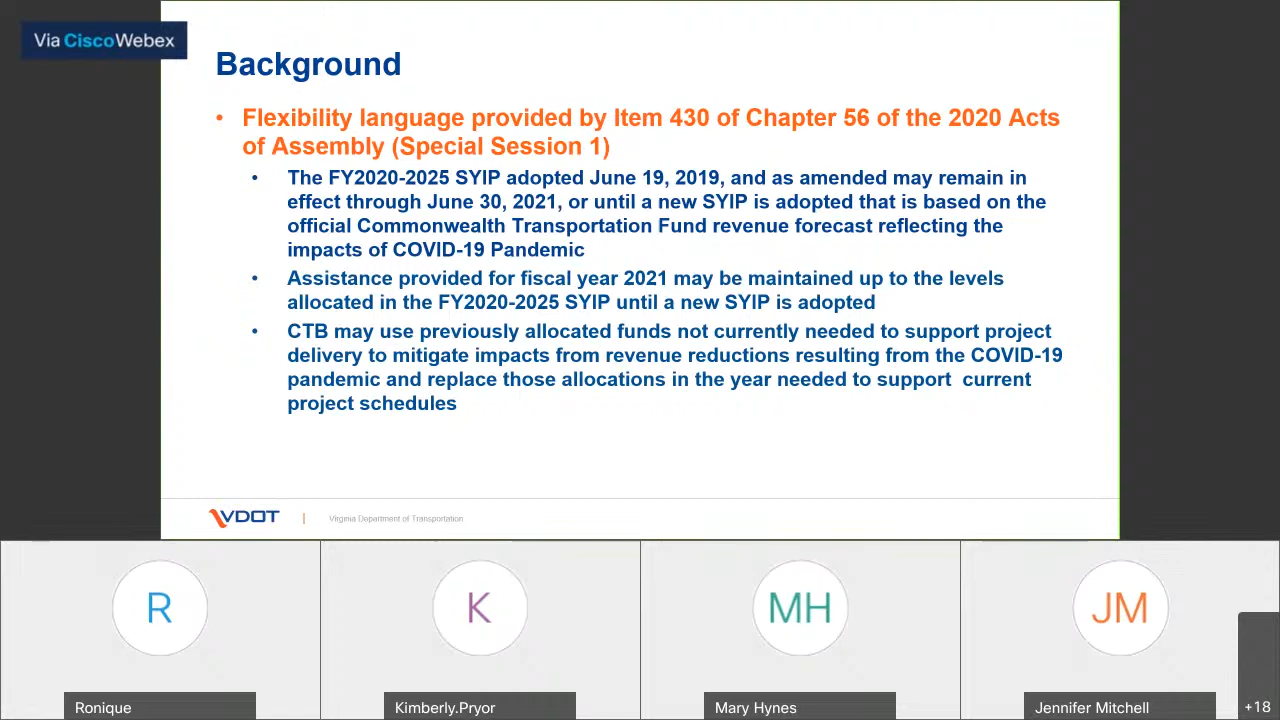 Via CiscoWebex
Background
• Flexibility language provided by Item 430 of Chapter 56 of the 2020 Acts
of Assembly (Special Session 1)
• The FY2020-2025 SYIP adopted June 19, 2019, and as amended may remain in
effect through June 30, 2021, or until a new SYIP is adopted that is based on the
official Commonwealth Transportation Fund revenue forecast reflecting the
impacts of COVID-19 Pandemic
• Assistance provided for fiscal year 2021 may be maintained up to the levels
allocated in the FY2020-2025 SYIP until a new SYIP is adopted
• CTB may use previously allocated funds not currently needed to support project
delivery to mitigate impacts from revenue reductions resulting from the COVID-19
pandemic and replace those allocations in the year needed to support current
project schedules
VDOT | Virginia Department of Transportation
R
K
MH
JM
Ronique
Kimberly.Pryor
Mary Hynes
Jennifer Mitchell
+18